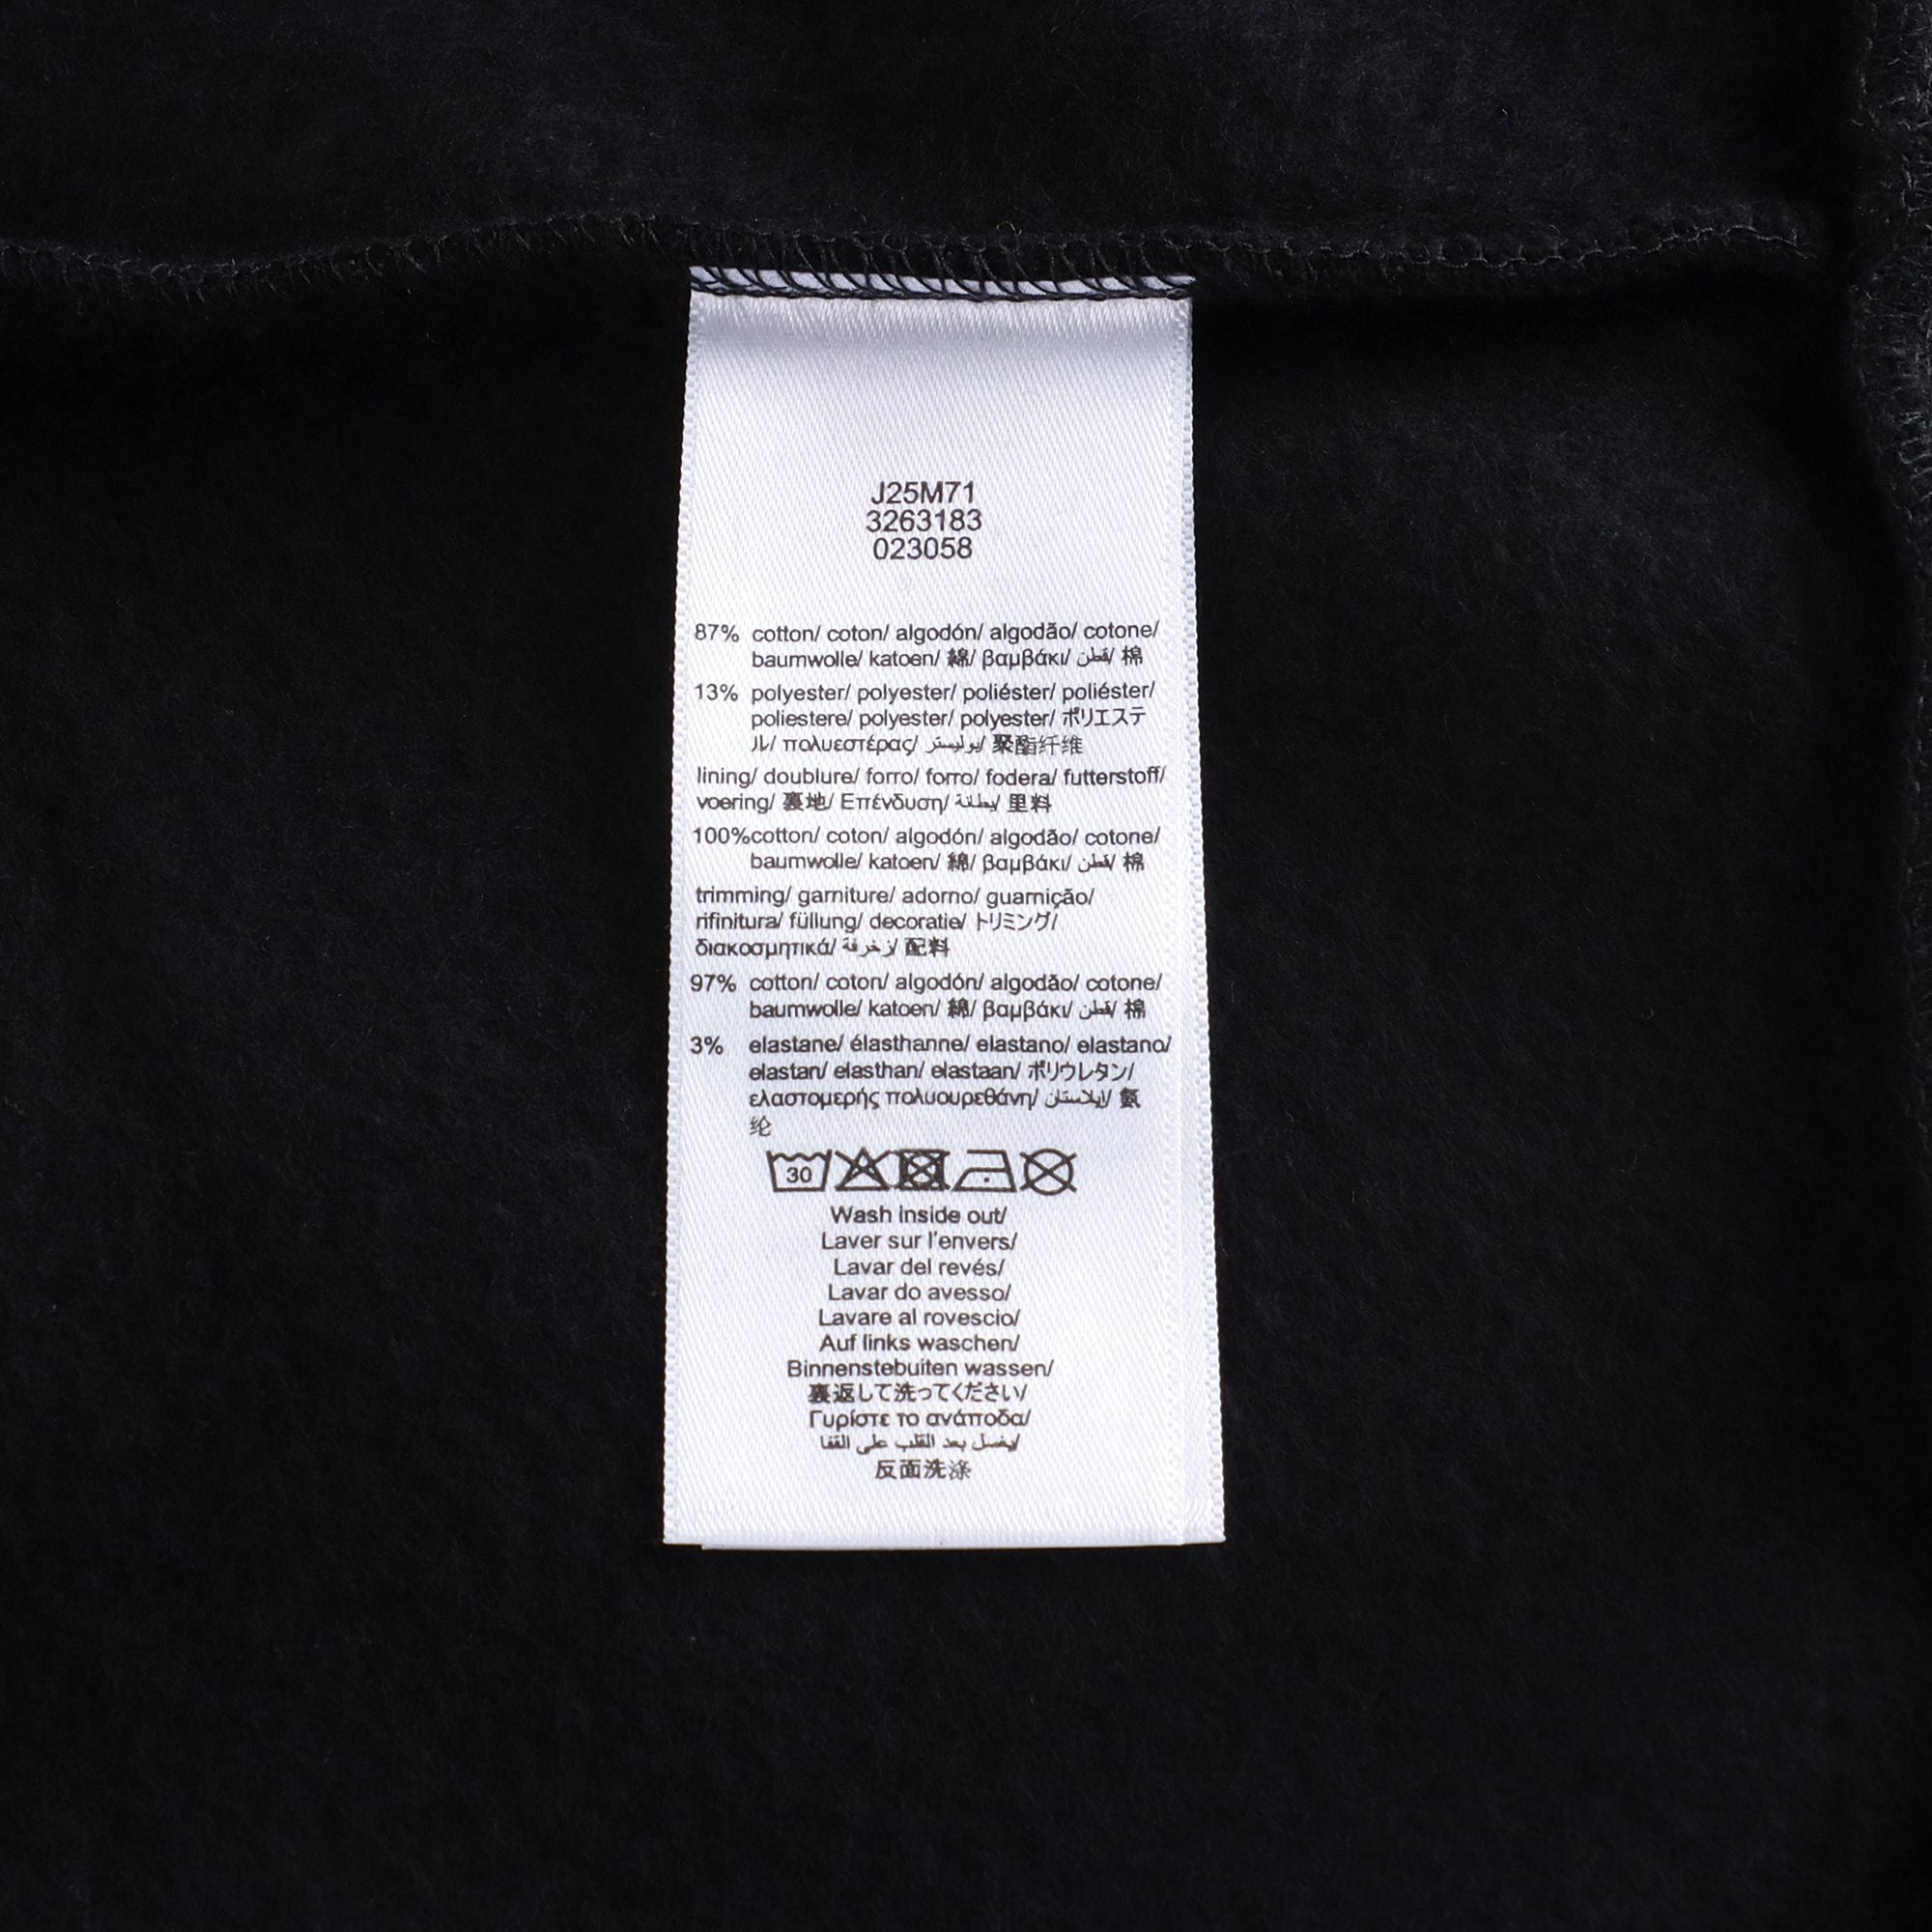 J25M71
3263183
023058
87% cotton/ coton/ algodón/ algodão/ cotone/
baumwolle/ katoen/ 綿/ βαμβάκι/ قطن/ 棉
13% polyester/ polyester/ poliéster/ poliéster/
poliestere/ polyester/ polyester/ ポリエステ
ル/ πολυεστέρας/ بوليستر/ 聚酯纤维
lining/ doublure/ forro/ forro/ fodera/ futterstoff/
voering/ 裏地/ Επένδυση/ بطانة/ 里料
100%cotton/ coton/ algodón/ algodão/ cotone/
baumwolle/ katoen/ 綿/ βαμβάκι/ قطن/ 棉
trimming/ garniture/ adorno/ guarnição/
rifinitura/ füllung/ decoratie/ トリミング/
διακοσμητικά/ زخرفة/ 配料
97% cotton/ coton/ algodón/ algodão/ cotone/
baumwolle/ katoen/ 綿/ βαμβάκι/ قطن/ 棉
3% elastane/ élasthanne/ elastano/ elastano/
elastan/ elasthan/ elastaan/ ポリウレタン/
ελαστομερής πολυουρεθάνη/ إيلاستان/ 氨
纶
30
Wash inside out/
Laver sur l'envers/
Lavar del revés/
Lavar do avesso/
Lavare al rovescio/
Auf links waschen/
Binnenstebuiten wassen/
裏返して洗ってください/
Γυρίστε το ανάποδα/
يغسل بعد القلب على القفا/
反面洗涤